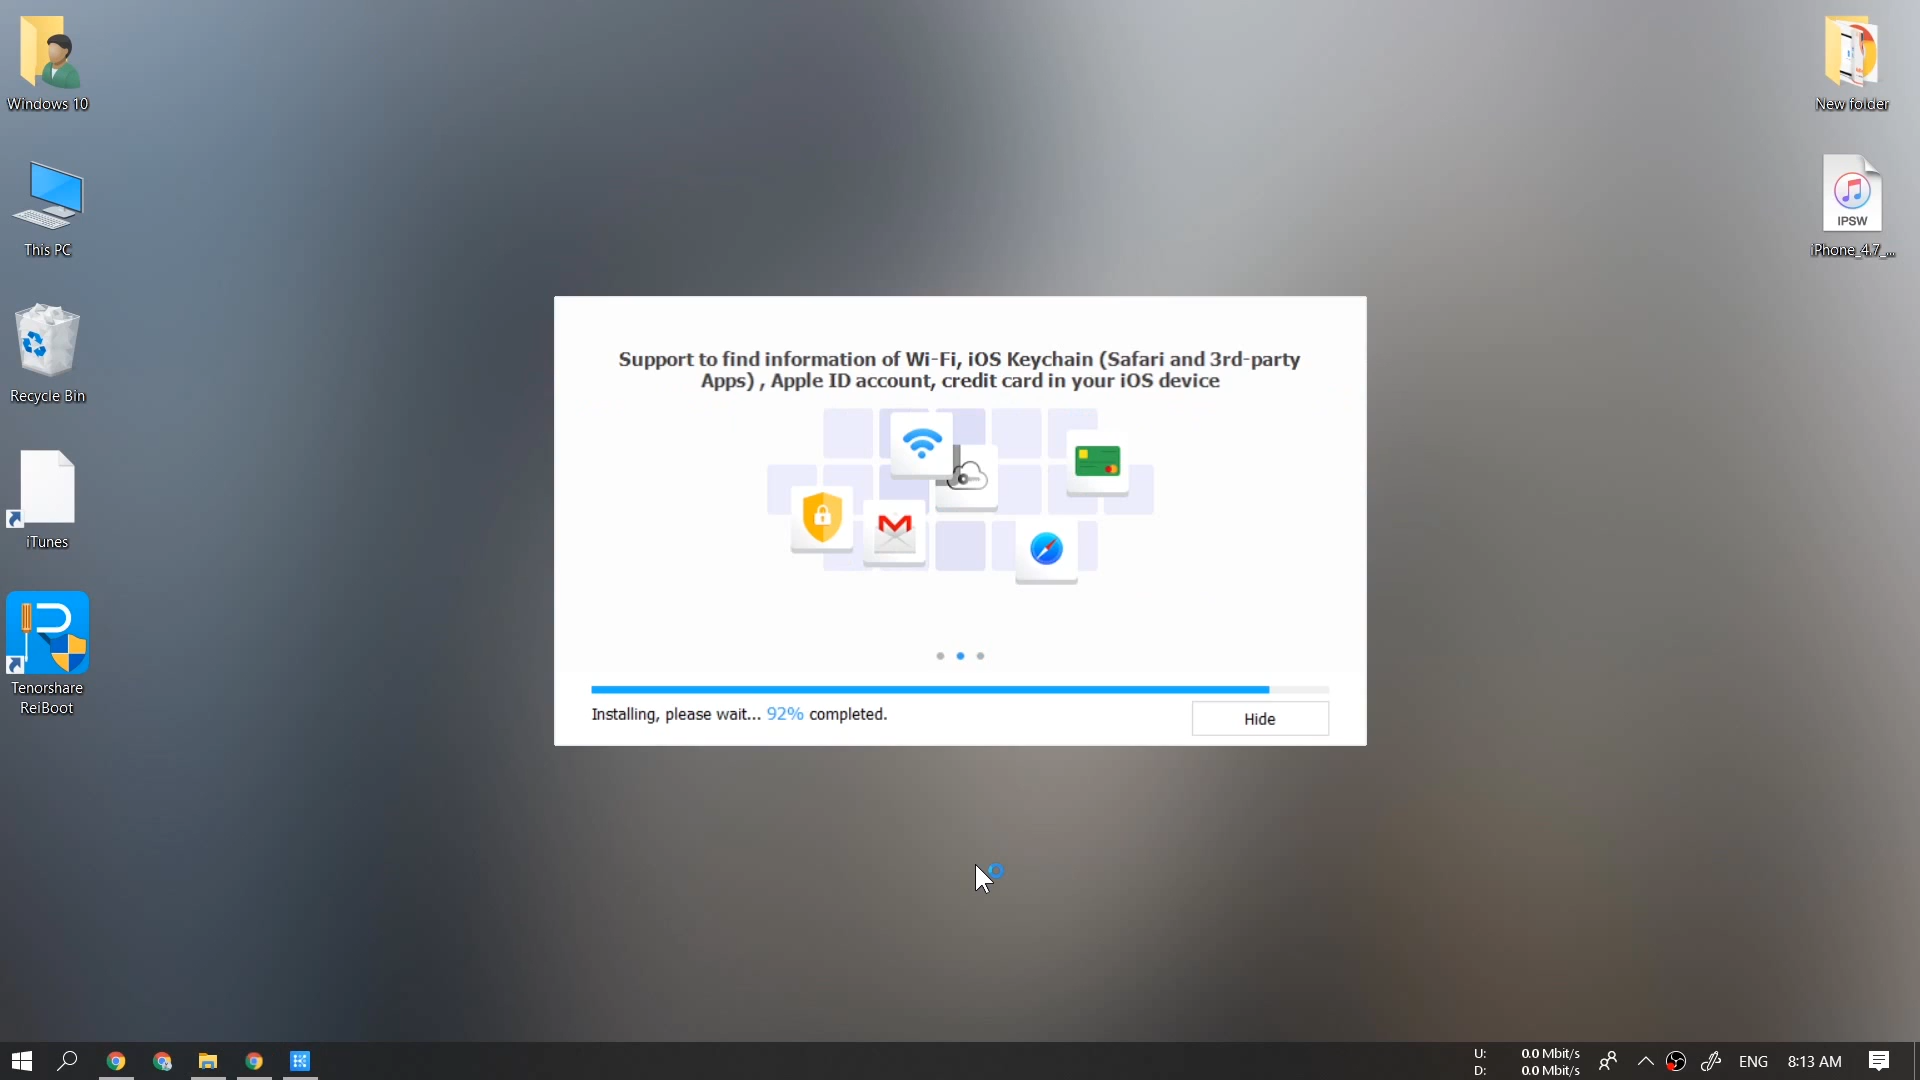 Windows 10
New folder
This PC
IPSW
iPhone_4.7_...
Recycle Bin
iTunes
Tenorshare
ReiBoot
Support to find information of Wi-Fi, iOS Keychain (Safari and 3rd-party
Apps) , Apple ID account, credit card in your iOS device
Installing, please wait... 92% completed.
Hide
U: 0.0 Mbit/s
D: 0.0 Mbit/s
ENG
8:13 AM